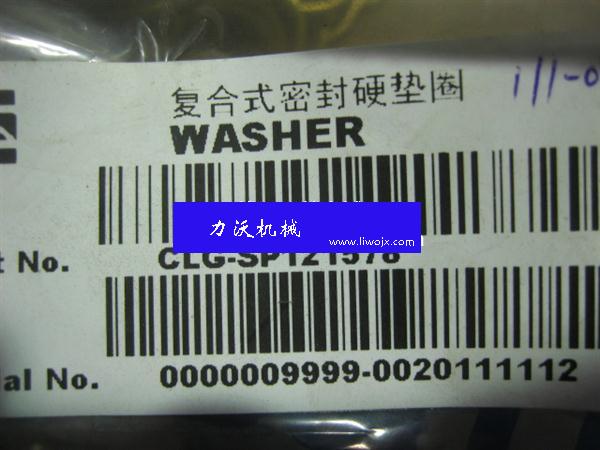 复合式密封硬垫圈
WASHER
力沃机械
www.liwojx.com
t No.
CLG-SP121578
ial No.
0000009999-0020111112